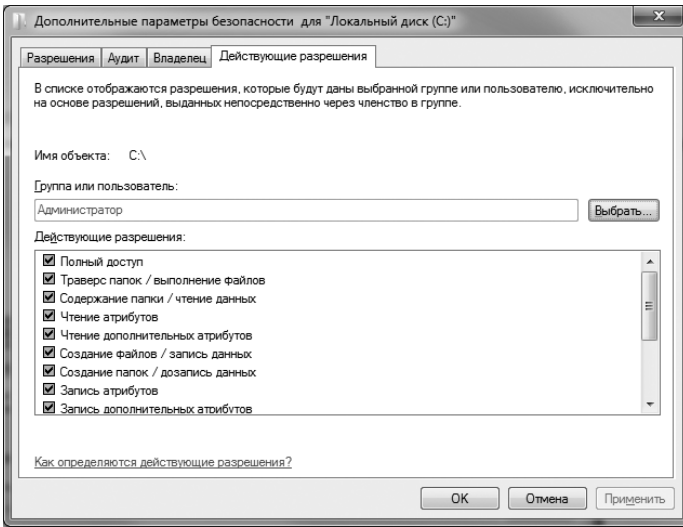 Дополнительные параметры безопасности для "Локальный диск (C:)"
Разрешения Аудит Владелец Действующие разрешения
В списке отображаются разрешения, которые будут даны выбранной группе или пользователю, исключительно
на основе разрешений, выданных непосредственно через членство в группе.
Имя объекта: C:\
Группа или пользователь:
Администратор Выбрать...
Действующие разрешения:
Полный доступ
Траверс папок / выполнение файлов
Содержание папки / чтение данных
Чтение атрибутов
Чтение дополнительных атрибутов
Создание файлов / запись данных
Создание папок / дозапись данных
Запись атрибутов
Запись дополнительных атрибутов
Как определяются действующие разрешения?
OK Отмена Применить